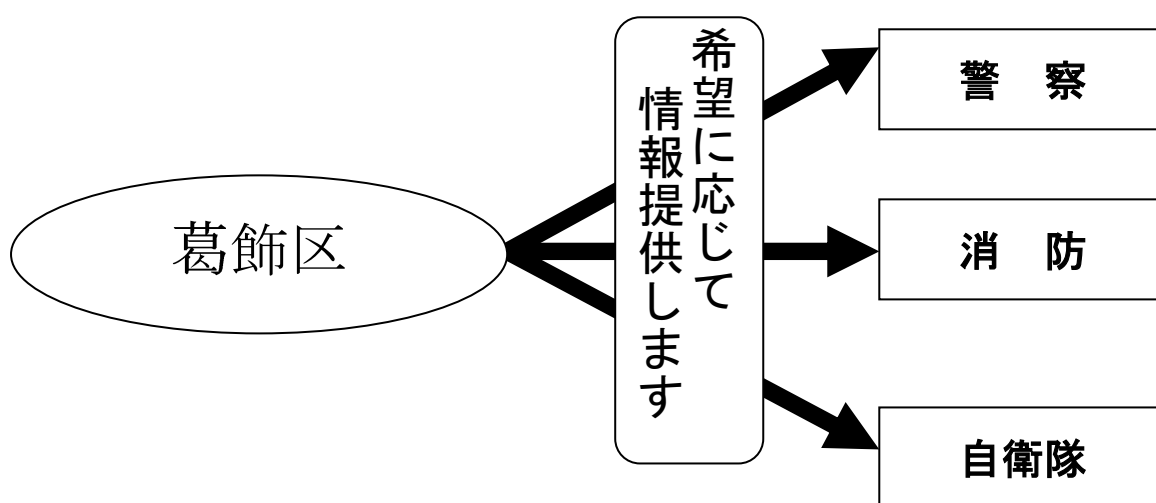 葛飾区
希望に応じて
情報提供します
警　察
消　防
自衛隊